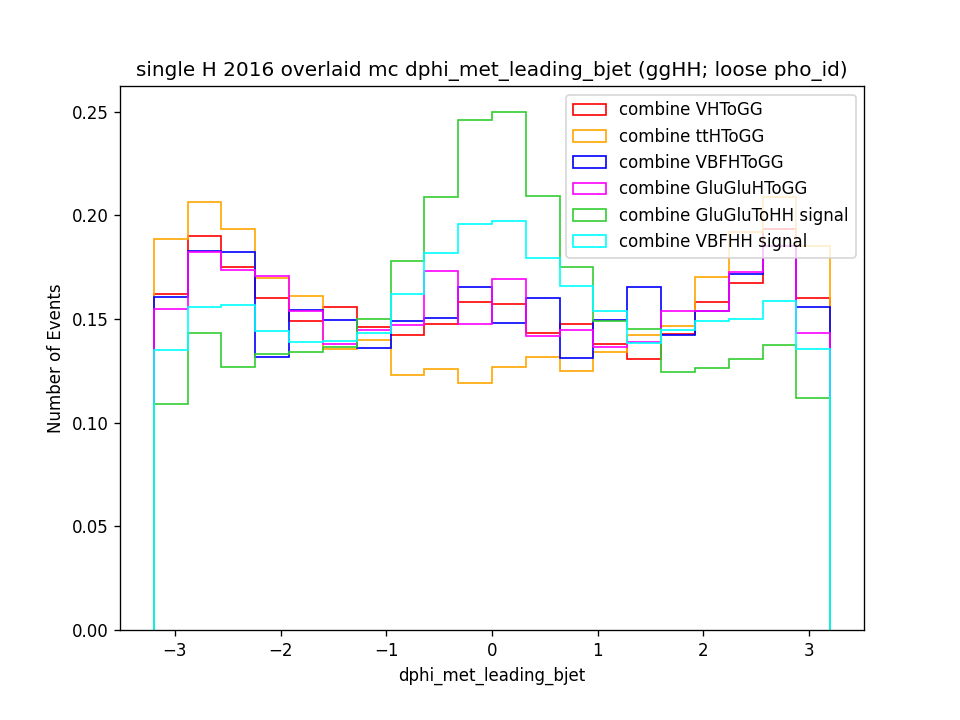 single H 2016 overlaid mc dphi_met_leading_bjet (ggHH; loose pho_id)
combine VHToGG
combine ttHToGG
combine VBFHToGG
combine GluGluHToGG
combine GluGluToHH signal
combine VBFHH signal
0.25
0.20
0.15
0.10
0.05
0.00
Number of Events
−3
−2
−1
0
1
2
3
dphi_met_leading_bjet